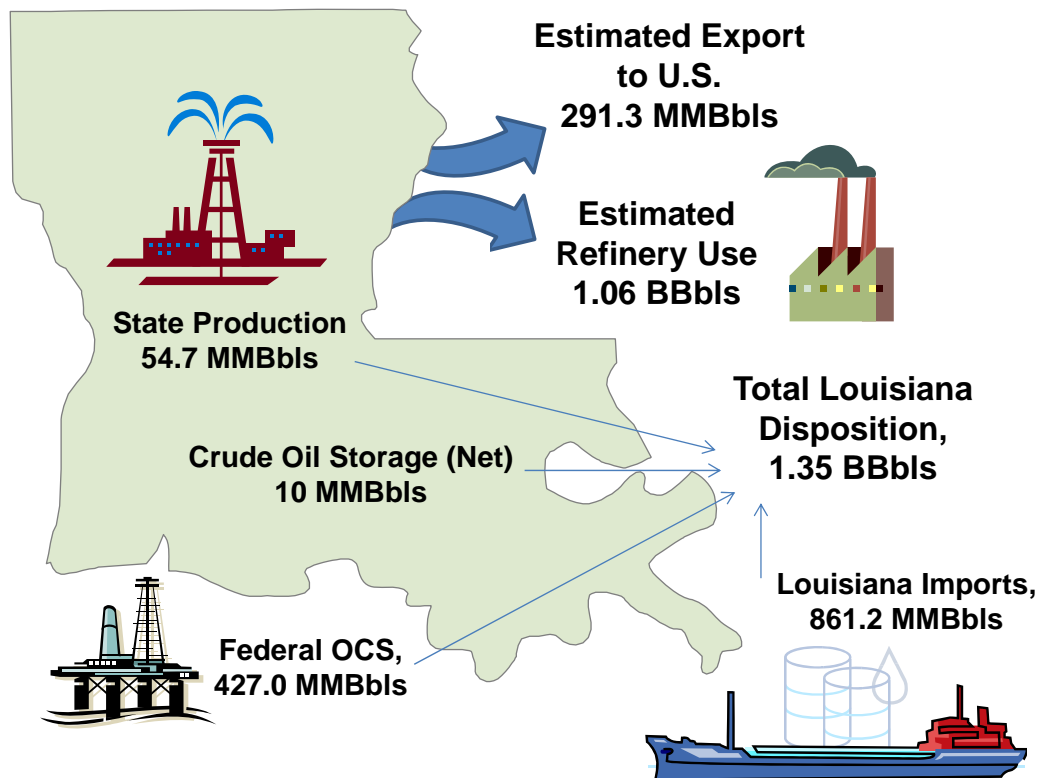 Estimated Export
to U.S.
291.3 MMBbls
Estimated
Refinery Use
1.06 BBbls
State Production
54.7 MMBbls
Total Louisiana
Disposition,
1.35 BBbls
Crude Oil Storage (Net)
10 MMBbls
Louisiana Imports,
861.2 MMBbls
Federal OCS,
427.0 MMBbls